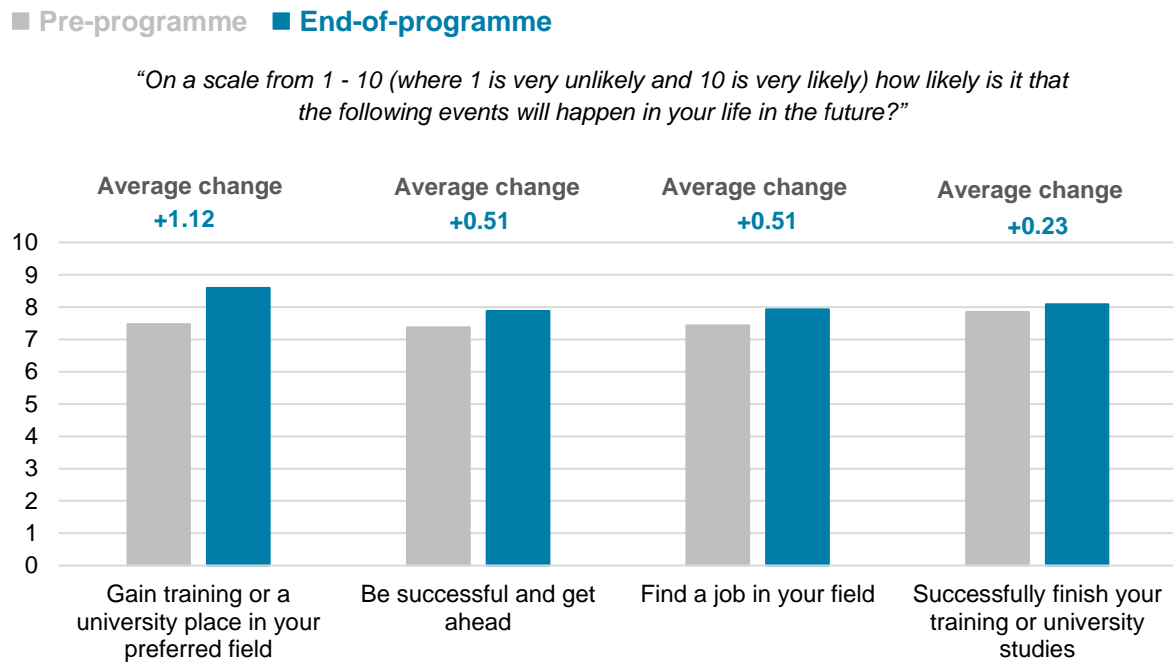 Pre-programme End-of-programme
“On a scale from 1 - 10 (where 1 is very unlikely and 10 is very likely) how likely is it that
the following events will happen in your life in the future?”
Average change Average change Average change Average change
+1.12 +0.51 +0.51 +0.23
10
9
8
7
6
5
4
3
2
1
0
Gain training or a
university place in your
preferred field
Be successful and get
ahead
Find a job in your field
Successfully finish your
training or university
studies